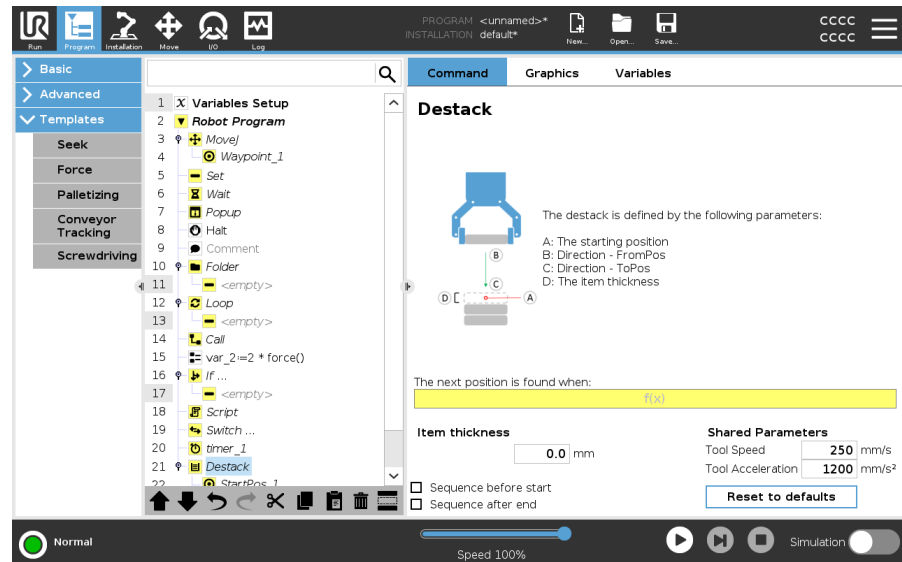 PROGRAM <unnamed>*
INSTALLATION default*
CCCC
CCCC
Run
Program
Installation
Move
I/O
Log
New...
Open...
Save...
Basic
Advanced
Templates
Seek
Force
Palletizing
Conveyor
Tracking
Screwdriving
1 X Variables Setup
2 Robot Program
3 MoveJ
4 Waypoint_1
5 Set
6 Wait
7 Popup
8 Halt
9 Comment
10 Folder
11 <empty>
12 Loop
13 <empty>
14 Call
15 var_2:=2 * force()
16 If ...
17 <empty>
18 Script
19 Switch ...
20 timer_1
21 Destack
22 StartPos_1
Command
Graphics
Variables
Destack
The destack is defined by the following parameters:
A: The starting position
B: Direction - FromPos
C: Direction - ToPos
D: The item thickness
B
C
D
A
The next position is found when:
f(x)
Item thickness
0.0 mm
Sequence before start
Sequence after end
Shared Parameters
Tool Speed 250 mm/s
Tool Acceleration 1200 mm/s²
Reset to defaults
Normal
Speed 100%
Simulation